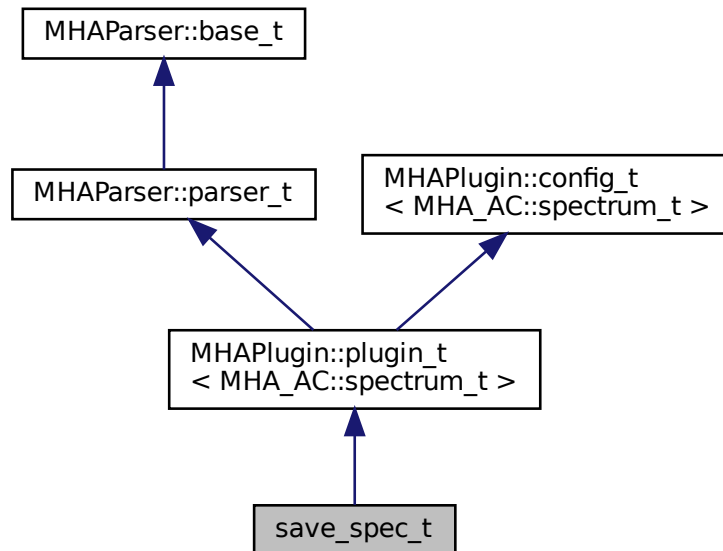 MHAParser::base_t
MHAParser::parser_t
MHAPlugin::config_t
< MHA_AC::spectrum_t >
MHAPlugin::plugin_t
< MHA_AC::spectrum_t >
save_spec_t